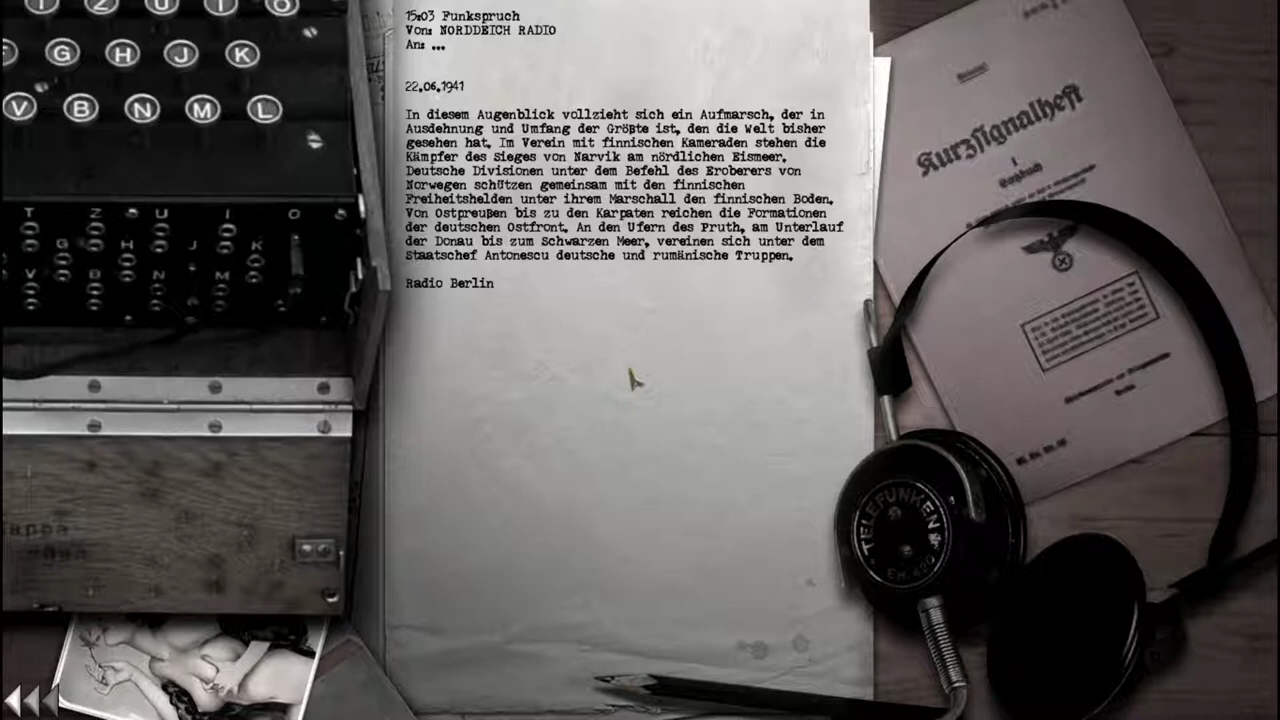 T Z U I O
G H J K
V B N M L
T Z U I O
G H J K
V B N M
15:03 Funkspruch
Von: NORDDEICH RADIO
An: ...
22.06.1941
In diesem Augenblick vollzieht sich ein Aufmarsch, der in
Ausdehnung und Umfang der Größte ist, den die Welt bisher
gesehen hat. Im Verein mit finnischen Kameraden stehen die
Kämpfer des Sieges von Narvik am nördlichen Eismeer.
Deutsche Divisionen unter dem Befehl des Eroberers von
Norwegen schützen gemeinsam mit den finnischen
Freiheitshelden unter ihrem Marschall den finnischen Boden.
Von Ostpreußen bis zu den Karpaten reichen die Formationen
der deutschen Ostfront. An den Ufern des Pruth, am Unterlauf
der Donau bis zum Schwarzen Meer, vereinen sich unter dem
Staatschef Antonescu deutsche und rumänische Truppen.
Radio Berlin
Kurzsignalheft
TELEFUNKEN